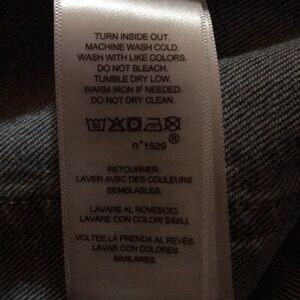 TURN INSIDE OUT.
MACHINE WASH COLD.
WASH WITH LIKE COLORS.
DO NOT BLEACH.
TUMBLE DRY LOW.
WARM IRON IF NEEDED.
DO NOT DRY CLEAN.
®
n°1529
RETOURNER.
LAVER AVEC DES COULEURS
SEMBLABLES.
LAVARE AL ROVESCIO.
LAVARE CON COLORI SIMILI.
VOLTEE LA PRENDA AL REVÉS.
LAVAR CON COLORES
SIMILARES.